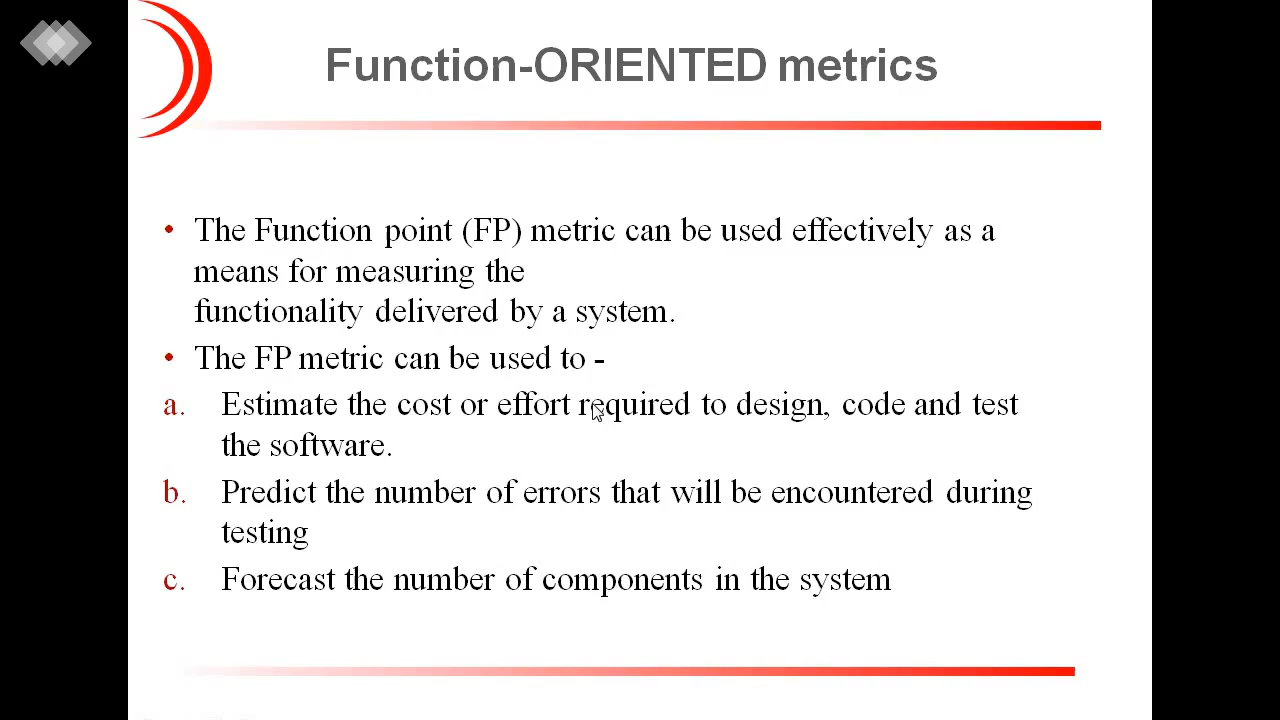 Function-ORIENTED metrics
• The Function point (FP) metric can be used effectively as a
means for measuring the
functionality delivered by a system.
• The FP metric can be used to -
a. Estimate the cost or effort required to design, code and test
the software.
b. Predict the number of errors that will be encountered during
testing
c. Forecast the number of components in the system